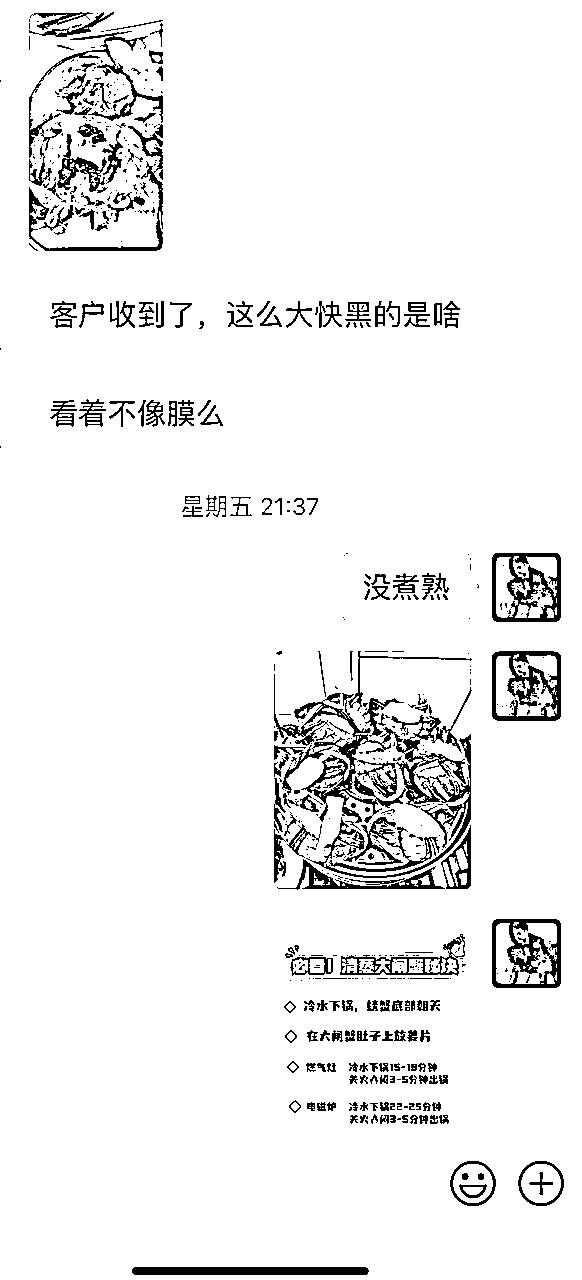 客户收到了，这么大快黑的是啥
看着不像膜么
星期五 21:37
没煮熟
必看！清蒸大闸蟹秘诀
冷水下锅，螃蟹底部朝天
在大闸蟹肚子上放姜片
燃气灶 冷水下锅15-18分钟
关火闷3-5分钟出锅
电磁炉 冷水下锅22-25分钟
关火闷3-5分钟出锅